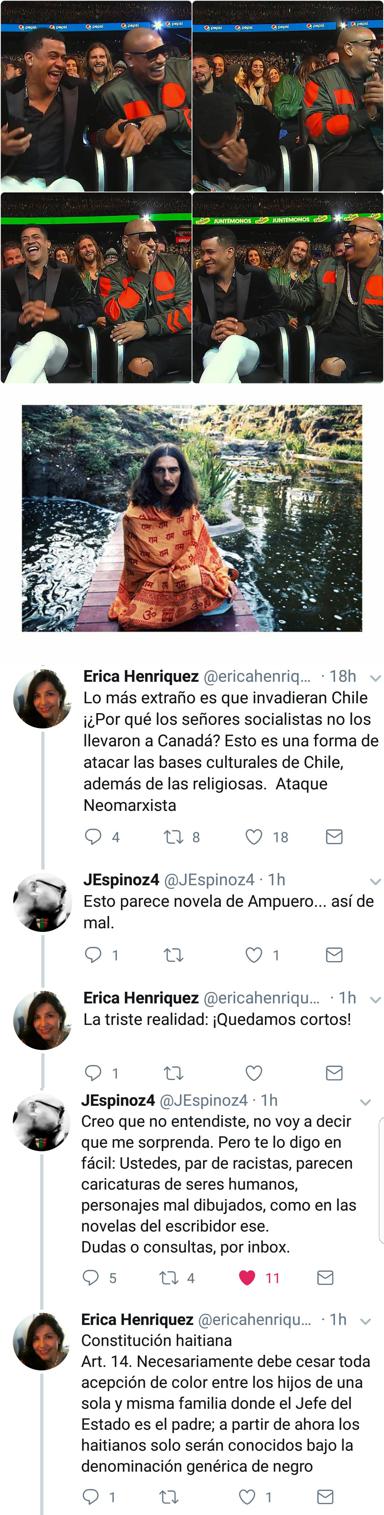 pepsi pepsi pepsi
pepsi pepsi pepsi
JUNTÉMONOS JUNTÉMONOS
Erica Henriquez @ericahenriq... · 18h
Lo más extraño es que invadieran Chile
¡¿Por qué los señores socialistas no los
llevaron a Canadá? Esto es una forma de
atacar las bases culturales de Chile,
además de las religiosas. Ataque
Neomarxista
4 8 18
JEspinoz4 @JEspinoz4 · 1h
Esto parece novela de Ampuero... así de
mal.
1 1
Erica Henriquez @ericahenriqu... · 1h
La triste realidad: ¡Quedamos cortos!
1
JEspinoz4 @JEspinoz4 · 1h
Creo que no entendiste, no voy a decir
que me sorprenda. Pero te lo digo en
fácil: Ustedes, par de racistas, parecen
caricaturas de seres humanos,
personajes mal dibujados, como en las
novelas del escribidor ese.
Dudas o consultas, por inbox.
5 4 11
Erica Henriquez @ericahenriqu... · 1h
Constitución haitiana
Art. 14. Necesariamente debe cesar toda
acepción de color entre los hijos de una
sola y misma familia donde el Jefe del
Estado es el padre; a partir de ahora los
haitianos solo serán conocidos bajo la
denominación genérica de negro
1 1